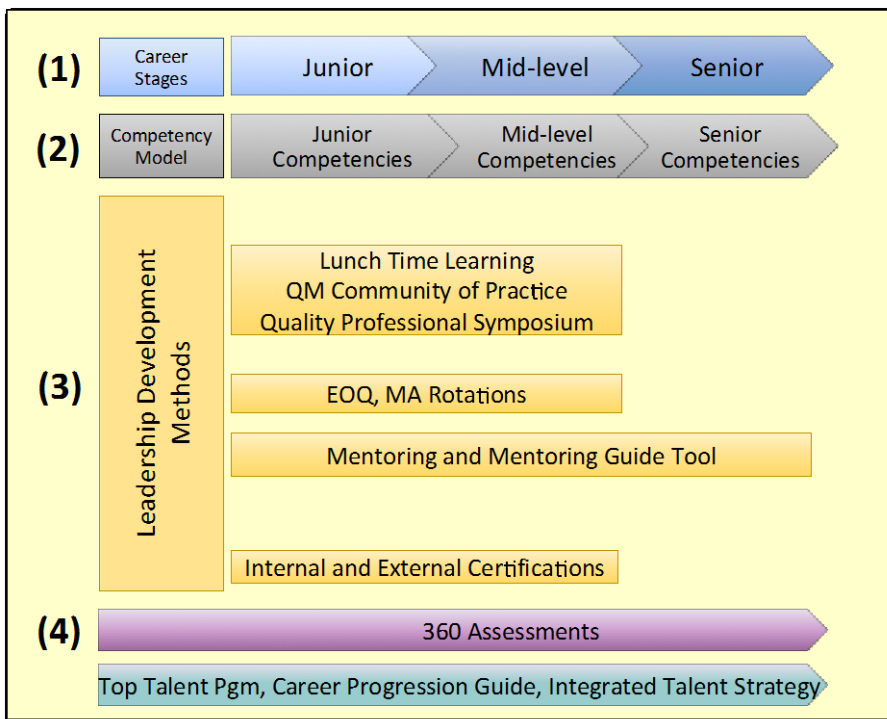 (1)
Career
Stages
Junior
Mid-level
Senior
(2)
Competency
Model
Junior
Competencies
Mid-level
Competencies
Senior
Competencies
(3)
Leadership Development
Methods
Lunch Time Learning
QM Community of Practice
Quality Professional Symposium
EOQ, MA Rotations
Mentoring and Mentoring Guide Tool
Internal and External Certifications
(4)
360 Assessments
Top Talent Pgm, Career Progression Guide, Integrated Talent Strategy